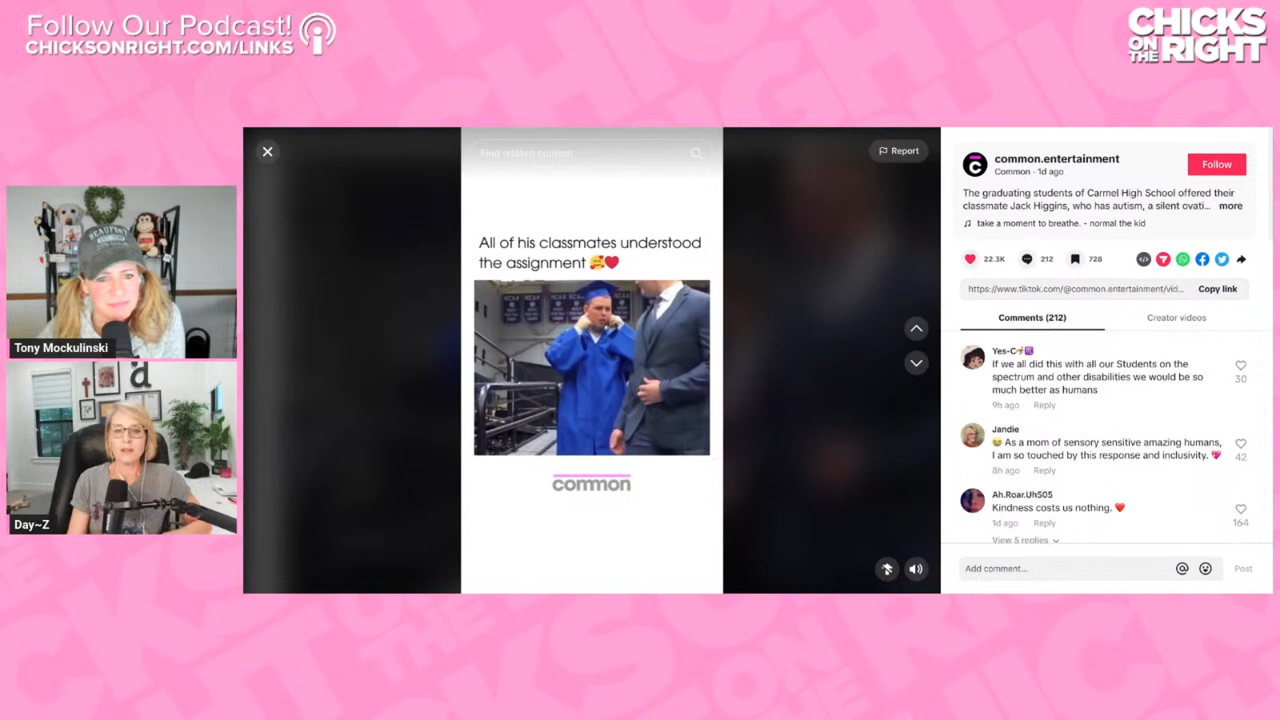 Follow Our Podcast!
CHICKSONRIGHT.COM/LINKS
CHICKS
ON THE
RIGHT
Tony Mockulinski
Day~Z
Find related content
Report
All of his classmates understood
the assignment 🥰❤️
NCAA
common
common.entertainment
Common · 1d ago
Follow
The graduating students of Carmel High School offered their
classmate Jack Higgins, who has autism, a silent ovati... more
take a moment to breathe. - normal the kid
22.3K
212
728
https://www.tiktok.com/@common.entertainment/vid...
Copy link
Comments (212)
Creator videos
Yes-C
If we all did this with all our Students on the
spectrum and other disabilities we would be so
much better as humans
30
9h ago Reply
Jandie
😭 As a mom of sensory sensitive amazing humans,
I am so touched by this response and inclusivity. 💖
42
8h ago Reply
Ah.Roar.Uh505
Kindness costs us nothing. ❤️
164
1d ago Reply
View 5 replies
Add comment...
Post